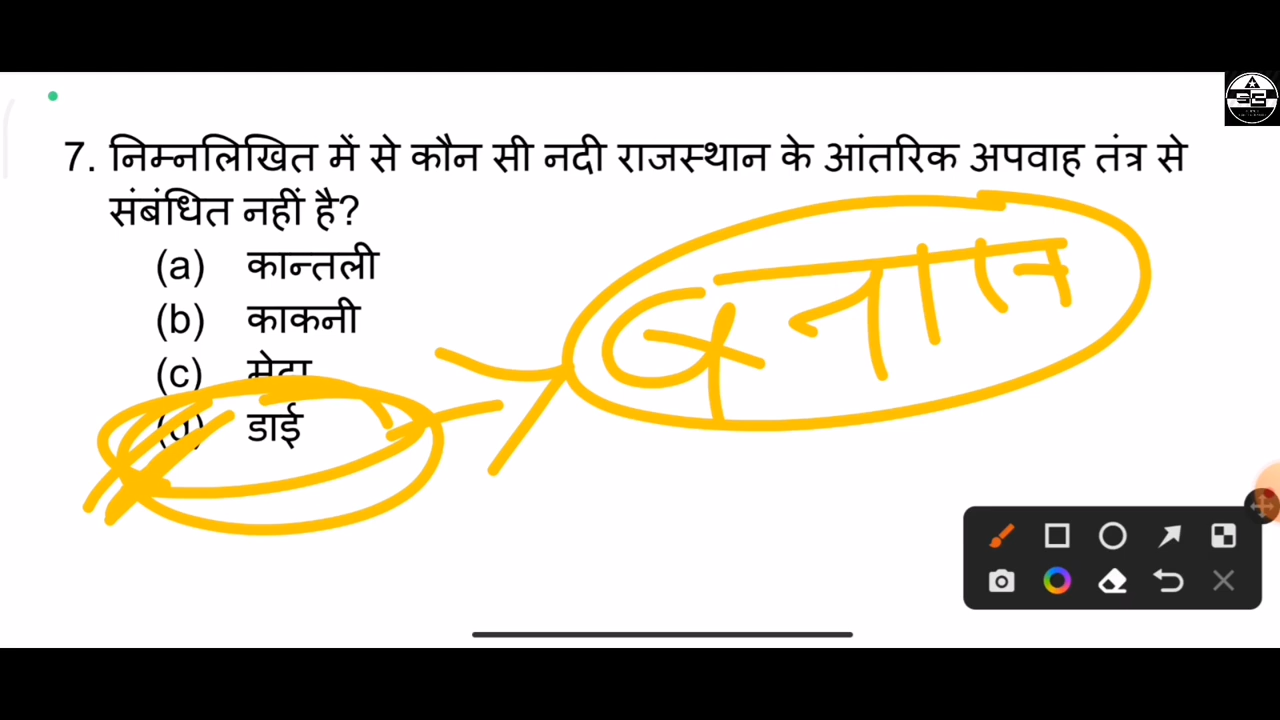 7. निम्नलिखित में से कौन सी नदी राजस्थान के आंतरिक अपवाह तंत्र से
संबंधित नहीं है?
(a) कान्तली
(b) काकनी
(c) मेढा
(d) डाई
बनास